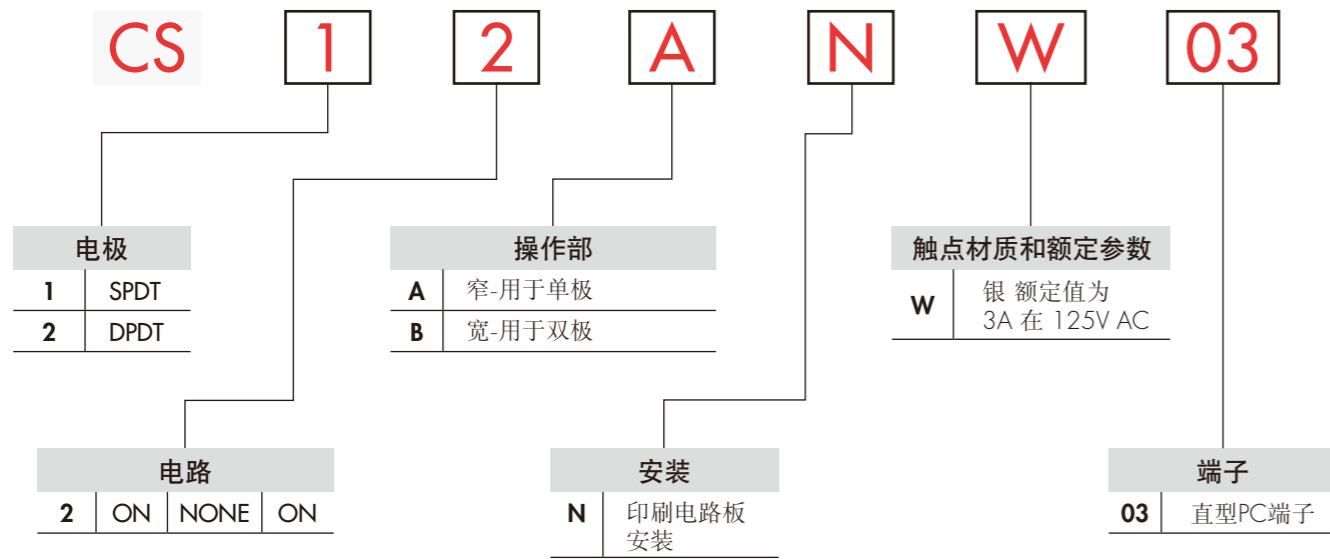 CS 1 2 A N W 03
电极
1 SPDT
2 DPDT
操作部
A 窄-用于单极
B 宽-用于双极
触点材质和额定参数
W 银 额定值为
3A 在 125V AC
电路
2 ON NONE ON
安装
N 印刷电路板
安装
端子
03 直型PC端子